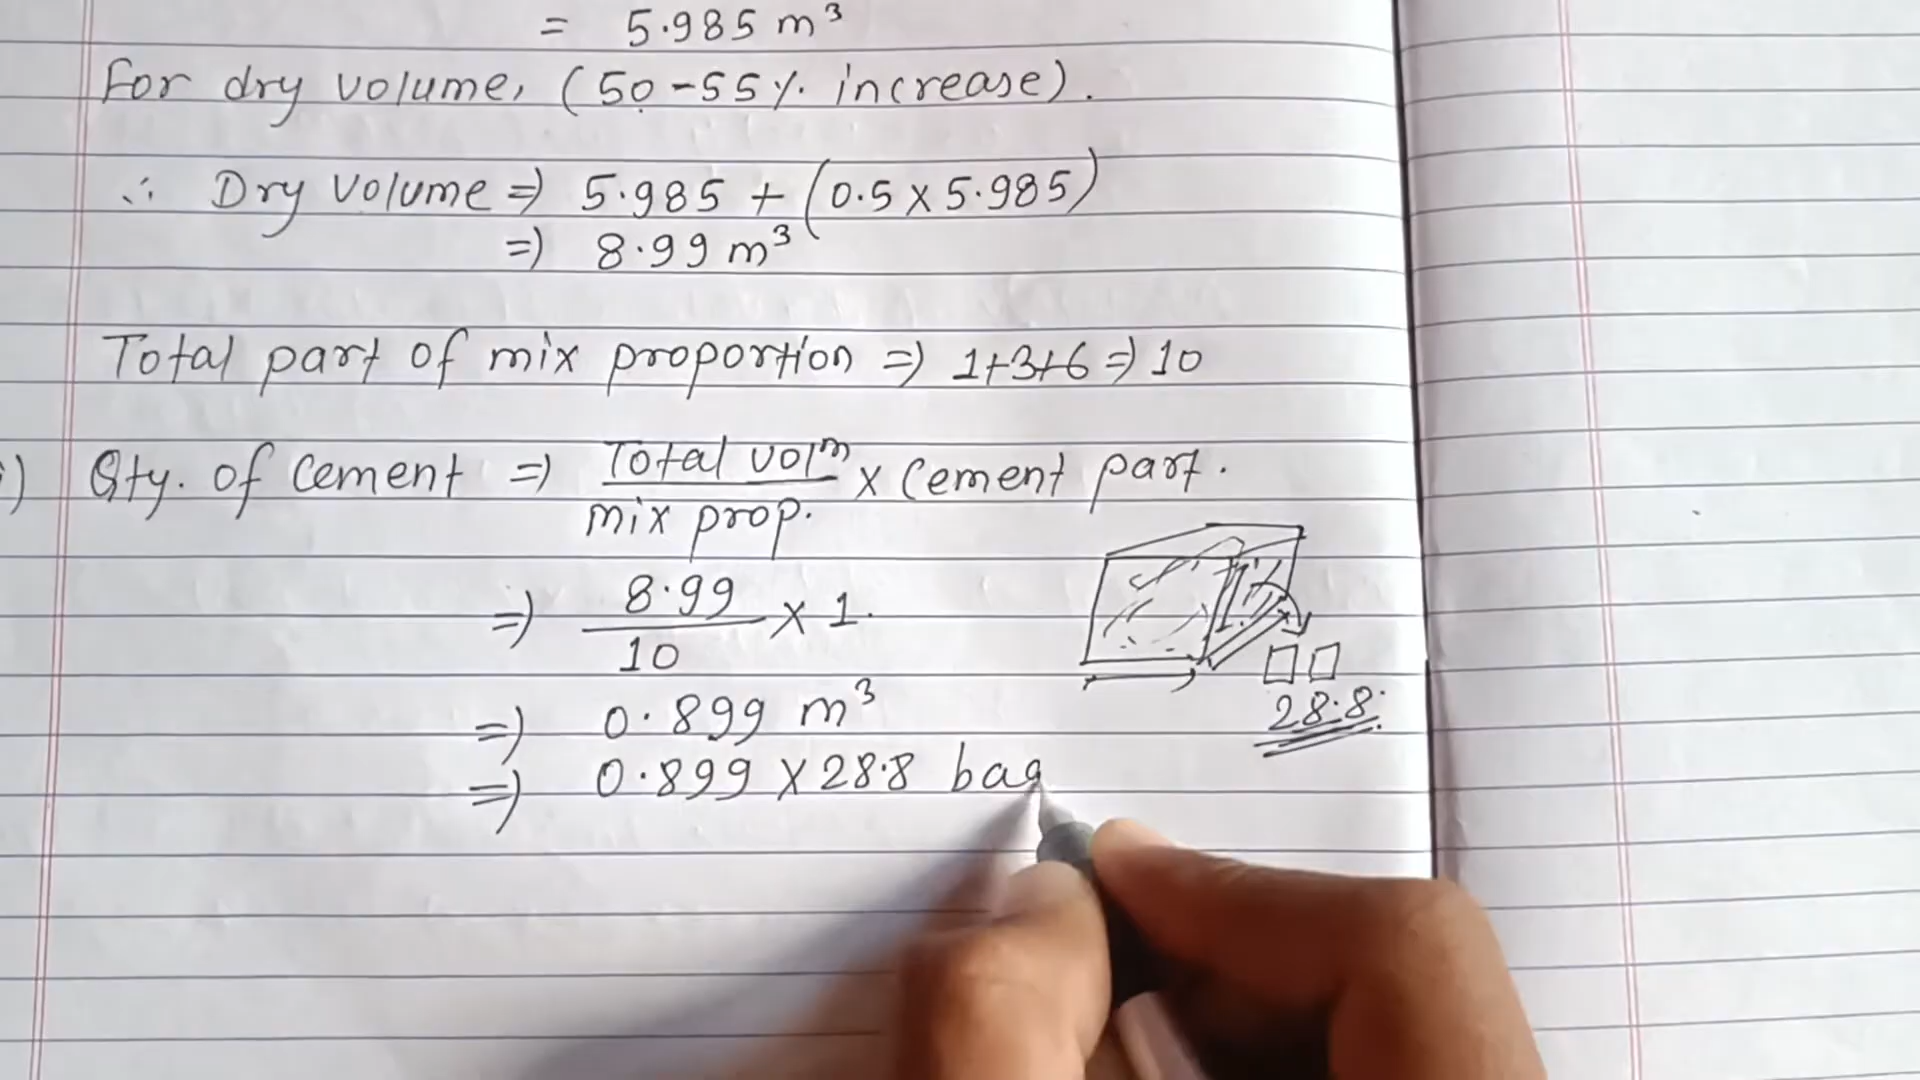 = 5.985 m³
For dry volume, (50-55%. increase).
∴ Dry volume => 5.985 + (0.5 x 5.985)
=> 8.99 m³
Total part of mix proportion => 1+3+6 => 10
Qty. of cement => Total volm / mix prop. x cement part.
=> 8.99 / 10 x 1.
=> 0.899 m³
28.8.
=> 0.899 x 28.8 bag